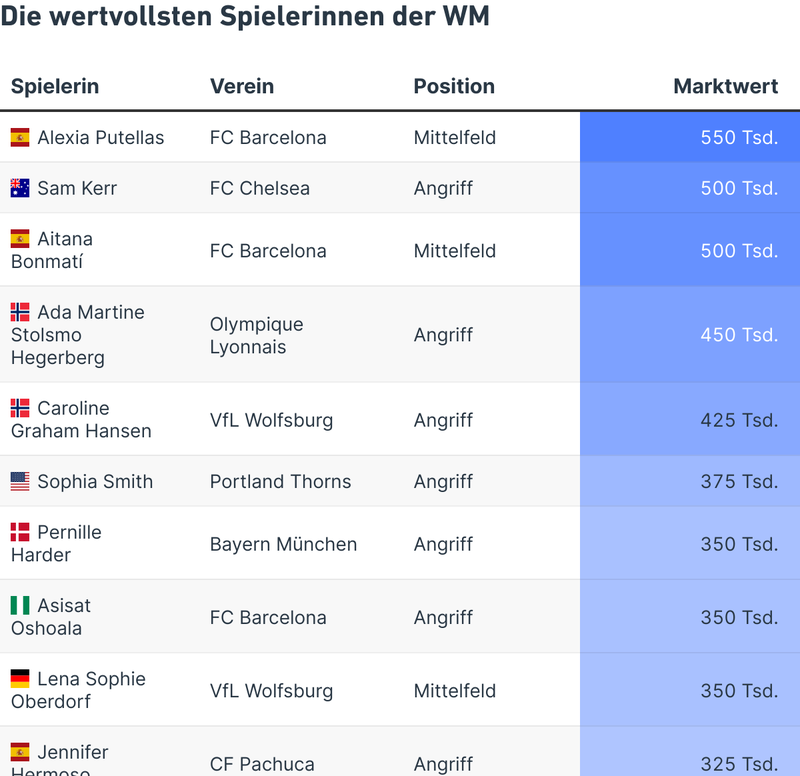 Die wertvollsten Spielerinnen der WM
Spielerin Verein Position Marktwert
Alexia Putellas FC Barcelona Mittelfeld 550 Tsd.
Sam Kerr FC Chelsea Angriff 500 Tsd.
Aitana
Bonmatí FC Barcelona Mittelfeld 500 Tsd.
Ada Martine
Stolsmo
Hegerberg Olympique
Lyonnais Angriff 450 Tsd.
Caroline
Graham Hansen VfL Wolfsburg Angriff 425 Tsd.
Sophia Smith Portland Thorns Angriff 375 Tsd.
Pernille
Harder Bayern München Angriff 350 Tsd.
Asisat
Oshoala FC Barcelona Angriff 350 Tsd.
Lena Sophie
Oberdorf VfL Wolfsburg Mittelfeld 350 Tsd.
Jennifer
Hermoso CF Pachuca Angriff 325 Tsd.